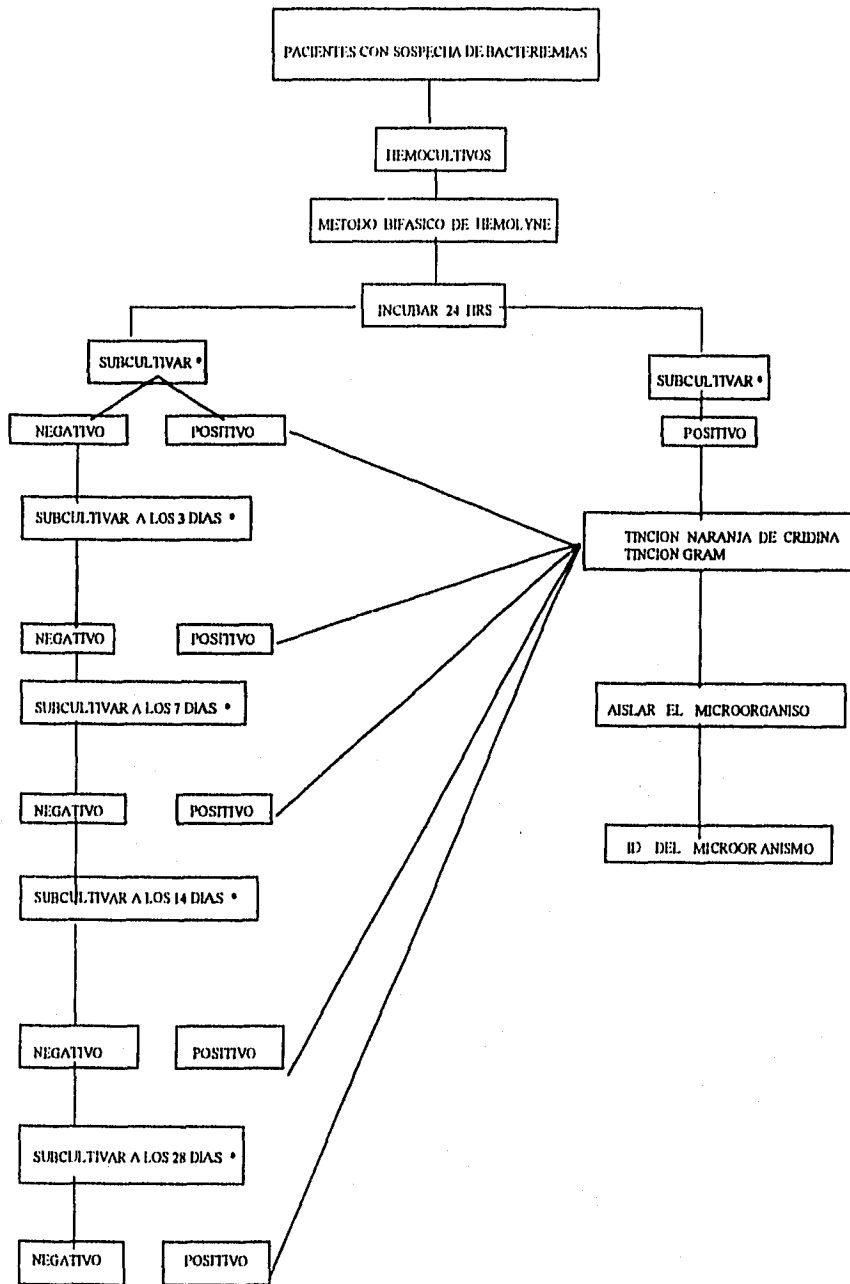 PACIENTES CON SOSPECHA DE BACTERIEMIAS
HEMOCULTIVOS
METODO BIFASICO DE HEMOLYNE
INCUBAR 24 HRS
SUBCULTIVAR *
SUBCULTIVAR *
NEGATIVO
POSITIVO
POSITIVO
SUBCULTIVAR A LOS 3 DIAS *
TINCION NARANJA DE CRIDINA
TINCION GRAM
NEGATIVO
POSITIVO
SUBCULTIVAR A LOS 7 DIAS *
AISLAR EL MICROORGANISO
NEGATIVO
POSITIVO
ID DEL MICROORANISMO
SUBCULTIVAR A LOS 14 DIAS *
NEGATIVO
POSITIVO
SUBCULTIVAR A LOS 28 DIAS *
NEGATIVO
POSITIVO